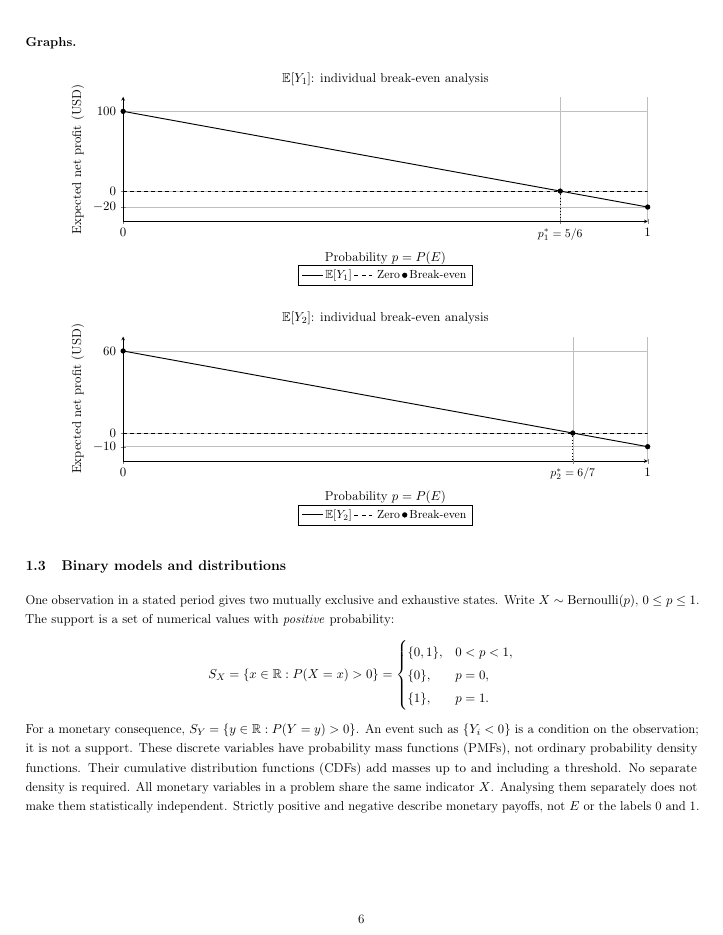 Graphs.
𝔼[Y₁]: individual break-even analysis
Expected net profit (USD)
100
0
−20
0
p₁* = 5/6
1
Probability p = P(E)
𝔼[Y₁] Zero Break-even
𝔼[Y₂]: individual break-even analysis
Expected net profit (USD)
60
0
−10
0
p₂* = 6/7
1
Probability p = P(E)
𝔼[Y₂] Zero Break-even
1.3 Binary models and distributions
One observation in a stated period gives two mutually exclusive and exhaustive states. Write X ∼ Bernoulli(p), 0 ≤ p ≤ 1.
The support is a set of numerical values with positive probability:
{0, 1}, 0 < p < 1,
S_X = {x ∈ ℝ : P(X = x) > 0} = { {0}, p = 0,
{1}, p = 1.
For a monetary consequence, S_Y = {y ∈ ℝ : P(Y = y) > 0}. An event such as {Y_i < 0} is a condition on the observation;
it is not a support. These discrete variables have probability mass functions (PMFs), not ordinary probability density
functions. Their cumulative distribution functions (CDFs) add masses up to and including a threshold. No separate
density is required. All monetary variables in a problem share the same indicator X. Analysing them separately does not
make them statistically independent. Strictly positive and negative describe monetary payoffs, not E or the labels 0 and 1.
6